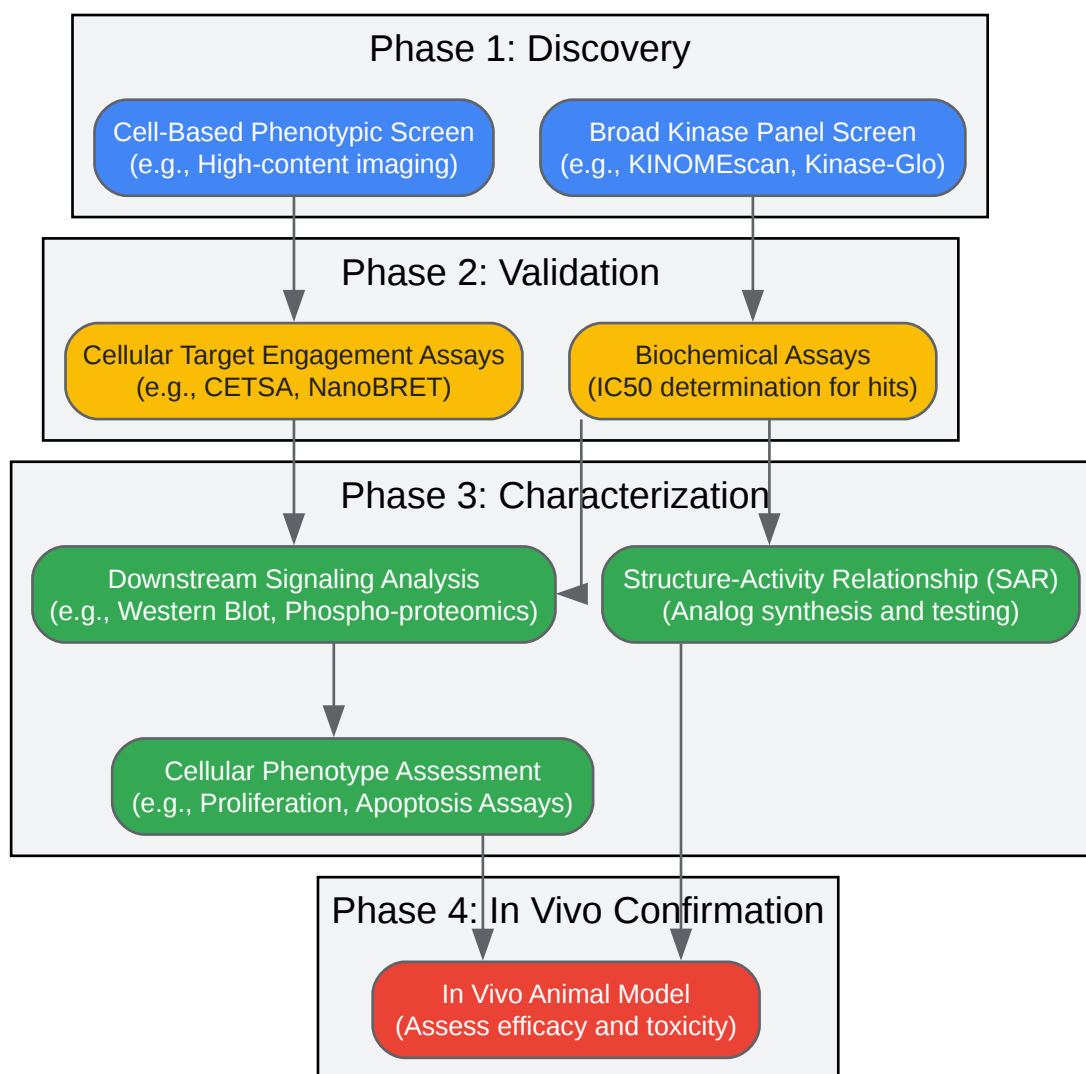 Phase 1: Discovery
Cell-Based Phenotypic Screen
(e.g., High-content imaging)
Broad Kinase Panel Screen
(e.g., KINOMEscan, Kinase-Glo)
Phase 2: Validation
Cellular Target Engagement Assays
(e.g., CETSA, NanoBRET)
Biochemical Assays
(IC50 determination for hits)
Phase 3: Characterization
Downstream Signaling Analysis
(e.g., Western Blot, Phospho-proteomics)
Structure-Activity Relationship (SAR)
(Analog synthesis and testing)
Cellular Phenotype Assessment
(e.g., Proliferation, Apoptosis Assays)
Phase 4: In Vivo Confirmation
In Vivo Animal Model
(Assess efficacy and toxicity)